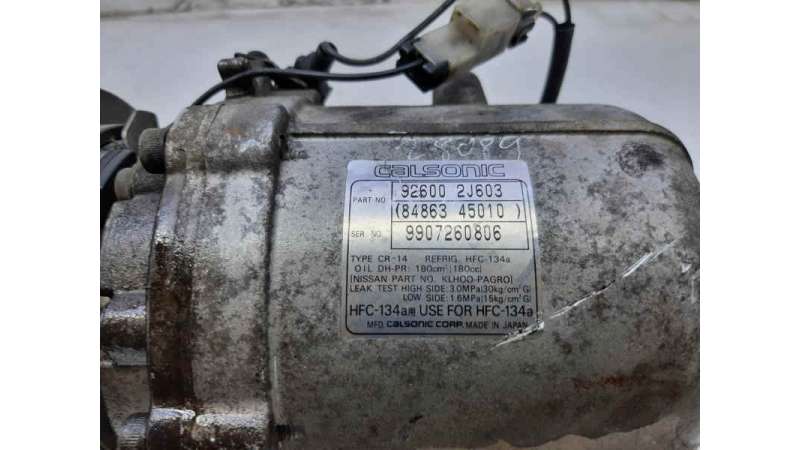 calsonic
PART NO. 92600 2J603
(84863 45010)
SER NO. 9907260806
TYPE CR-14 REFRIG. HFC-134a
OIL DH-PR: 180cm³(180cc)
(NISSAN PART NO. KLHOO-PAGRO)
LEAK TEST HIGH SIDE: 3.0MPa(30kg/cm²G)
LOW SIDE: 1.6MPa(15kg/cm²G)
HFC-134a用 USE FOR HFC-134a
MFD. calsonic CORP. MADE IN JAPAN